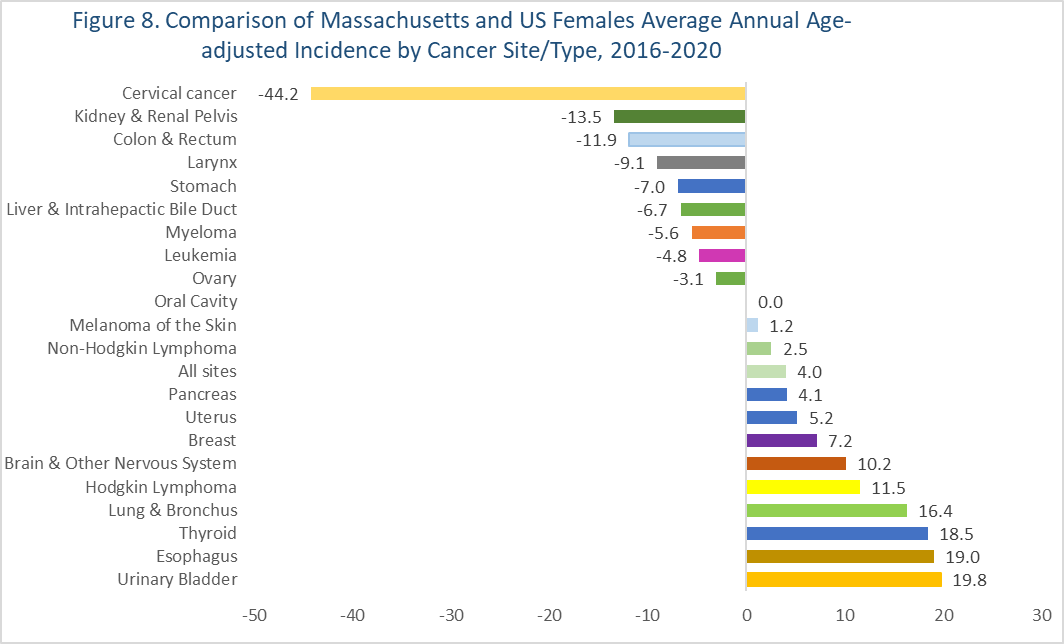 Figure 8. Comparison of Massachusetts and US Females Average Annual Age-
adjusted Incidence by Cancer Site/Type, 2016-2020
Cervical cancer -44.2
Kidney & Renal Pelvis -13.5
Colon & Rectum -11.9
Larynx -9.1
Stomach -7.0
Liver & Intrahepactic Bile Duct -6.7
Myeloma -5.6
Leukemia -4.8
Ovary -3.1
Oral Cavity 0.0
Melanoma of the Skin 1.2
Non-Hodgkin Lymphoma 2.5
All sites 4.0
Pancreas 4.1
Uterus 5.2
Breast 7.2
Brain & Other Nervous System 10.2
Hodgkin Lymphoma 11.5
Lung & Bronchus 16.4
Thyroid 18.5
Esophagus 19.0
Urinary Bladder 19.8
-50 -40 -30 -20 -10 0 10 20 30